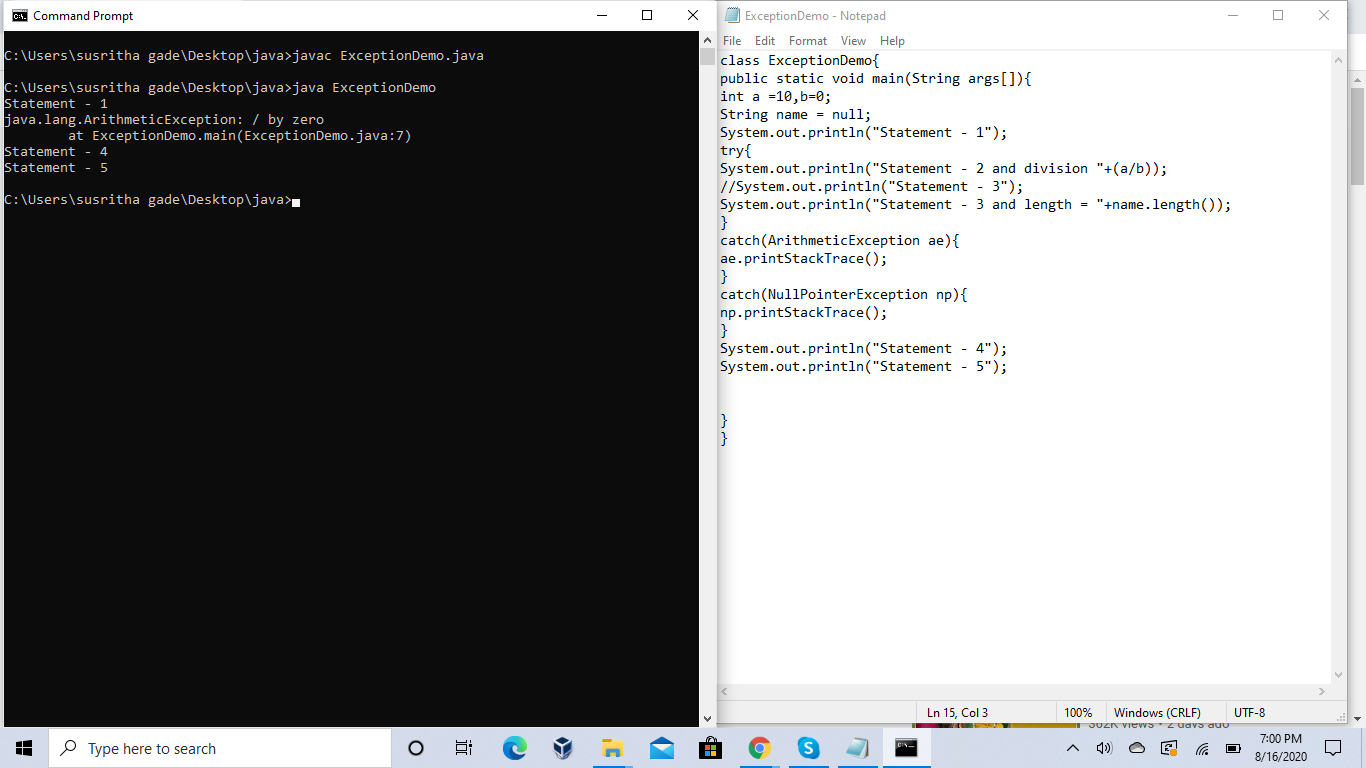 Command Prompt
C:\Users\susritha gade\Desktop\java>javac ExceptionDemo.java
C:\Users\susritha gade\Desktop\java>java ExceptionDemo
Statement - 1
java.lang.ArithmeticException: / by zero
        at ExceptionDemo.main(ExceptionDemo.java:7)
Statement - 4
Statement - 5
C:\Users\susritha gade\Desktop\java>
ExceptionDemo - Notepad
File Edit Format View Help
class ExceptionDemo{
public static void main(String args[]){
int a =10,b=0;
String name = null;
System.out.println("Statement - 1");
try{
System.out.println("Statement - 2 and division "+(a/b));
//System.out.println("Statement - 3");
System.out.println("Statement - 3 and length = "+name.length());
}
catch(ArithmeticException ae){
ae.printStackTrace();
}
catch(NullPointerException np){
np.printStackTrace();
}
System.out.println("Statement - 4");
System.out.println("Statement - 5");
}
}
Ln 15, Col 3 100% Windows (CRLF) UTF-8
362K views • 2 days ago
Type here to search
7:00 PM
8/16/2020